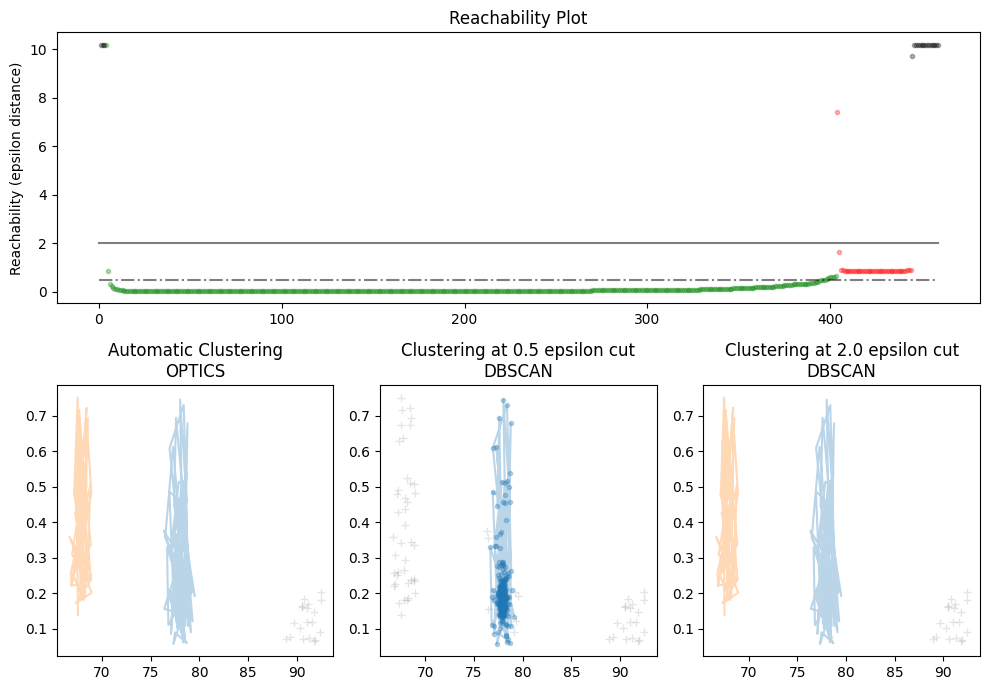 Reachability Plot
Reachability (epsilon distance)
10
8
6
4
2
0
0 100 200 300 400
Automatic Clustering
OPTICS
0.7
0.6
0.5
0.4
0.3
0.2
0.1
70 75 80 85 90
Clustering at 0.5 epsilon cut
DBSCAN
0.7
0.6
0.5
0.4
0.3
0.2
0.1
70 75 80 85 90
Clustering at 2.0 epsilon cut
DBSCAN
0.7
0.6
0.5
0.4
0.3
0.2
0.1
70 75 80 85 90